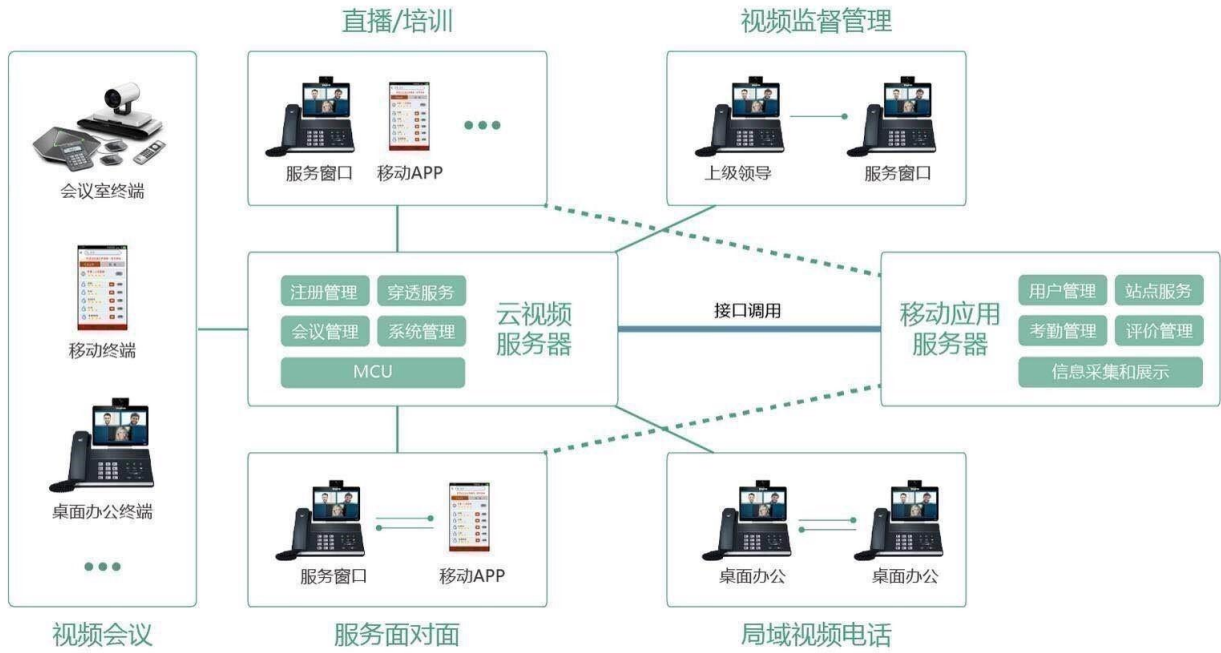 直播/培训
视频监督管理
会议室终端
移动终端
桌面办公终端
视频会议
服务窗口
移动APP
上级领导
服务窗口
注册管理
穿透服务
会议管理
系统管理
MCU
云视频
服务器
接口调用
移动应用
服务器
用户管理
站点服务
考勤管理
评价管理
信息采集和展示
服务窗口
移动APP
服务面对面
桌面办公
桌面办公
局域视频电话